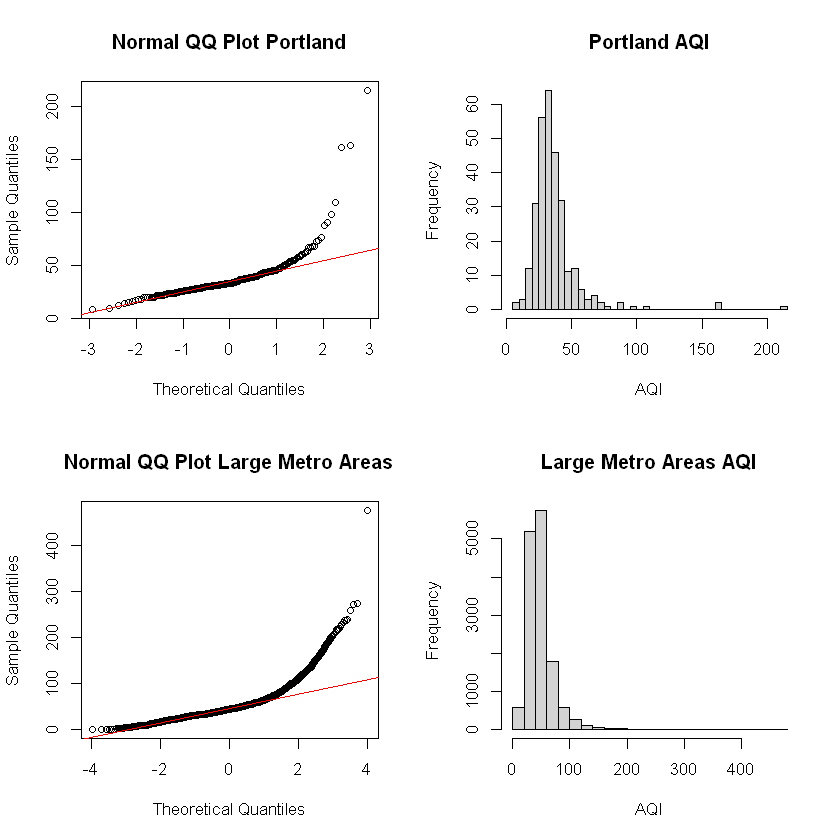 Normal QQ Plot Portland
Sample Quantiles
200
150
100
50
0
-3 -2 -1 0 1 2 3
Theoretical Quantiles
Portland AQI
Frequency
60
50
40
30
20
10
0
0 50 100 150 200
AQI
Normal QQ Plot Large Metro Areas
Sample Quantiles
400
300
200
100
0
-4 -2 0 2 4
Theoretical Quantiles
Large Metro Areas AQI
Frequency
5000
3000
1000
0
0 100 200 300 400
AQI